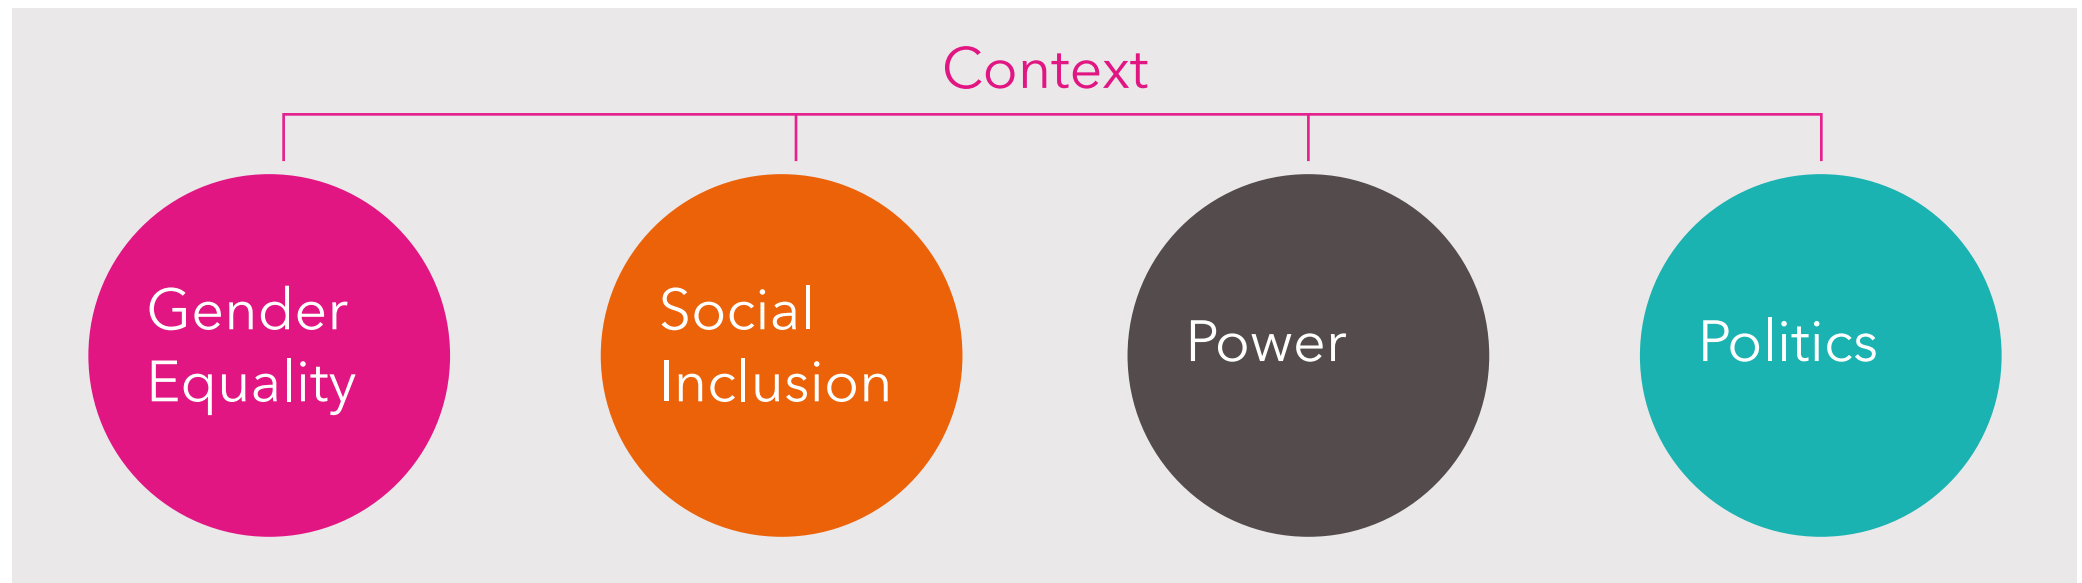 Context
Gender
Equality
Social
Inclusion
Power
Politics